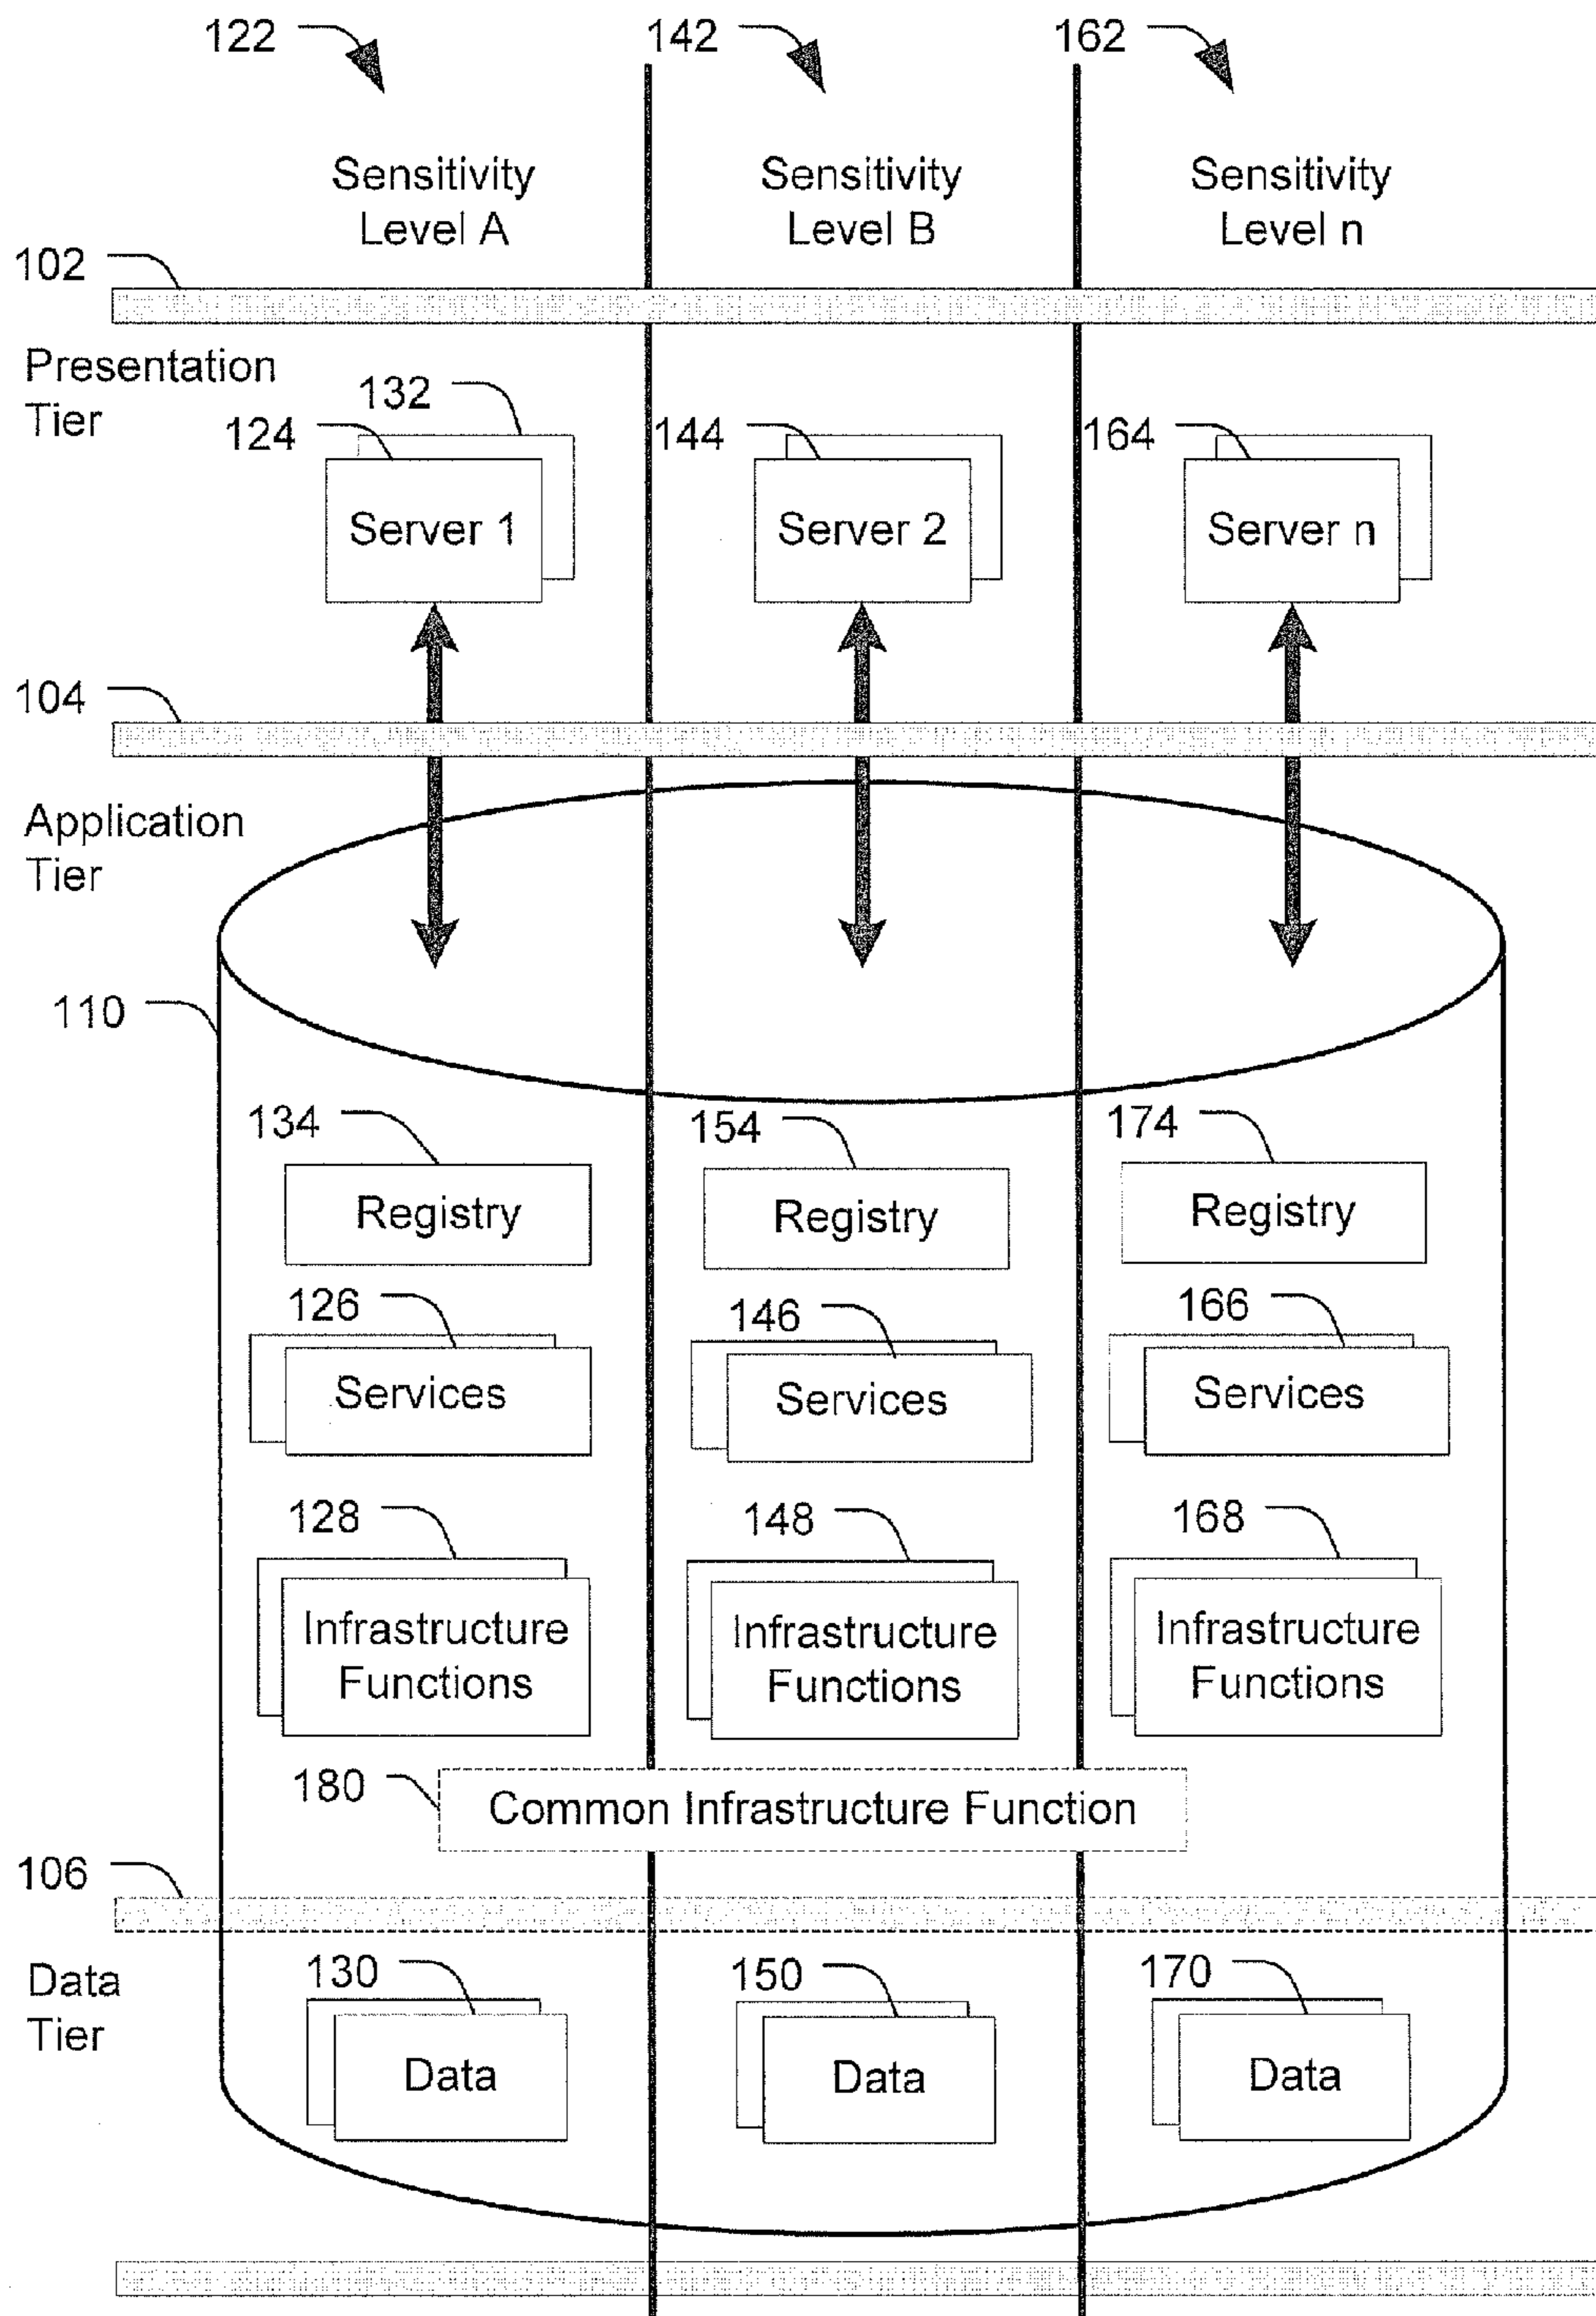 122
142
162
Sensitivity
Level A
Sensitivity
Level B
Sensitivity
Level n
102
Presentation
Tier
132
124
144
164
Server 1
Server 2
Server n
104
Application
Tier
110
134
154
174
Registry
Registry
Registry
126
146
166
Services
Services
Services
128
148
168
Infrastructure
Functions
Infrastructure
Functions
Infrastructure
Functions
180
Common Infrastructure Function
106
Data
Tier
130
150
170
Data
Data
Data